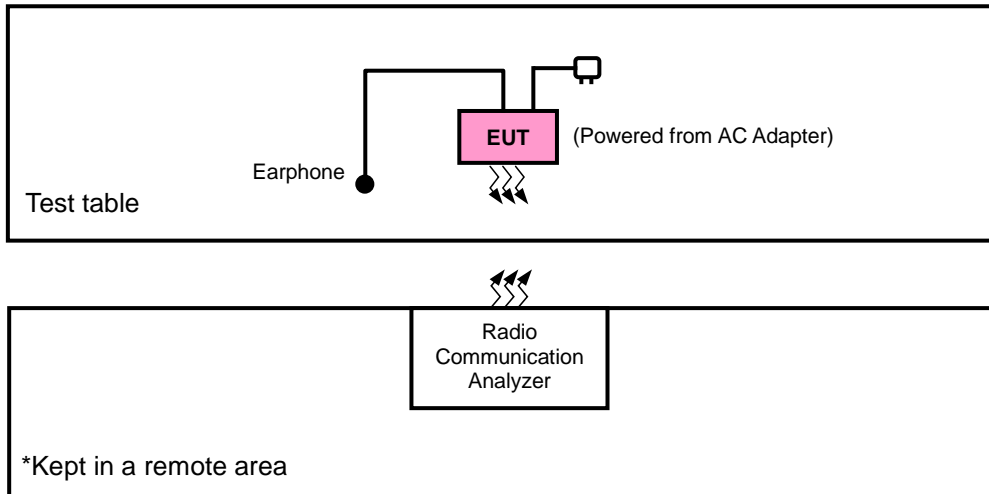 EUT
(Powered from AC Adapter)
Earphone
Test table
Radio
Communication
Analyzer
*Kept in a remote area